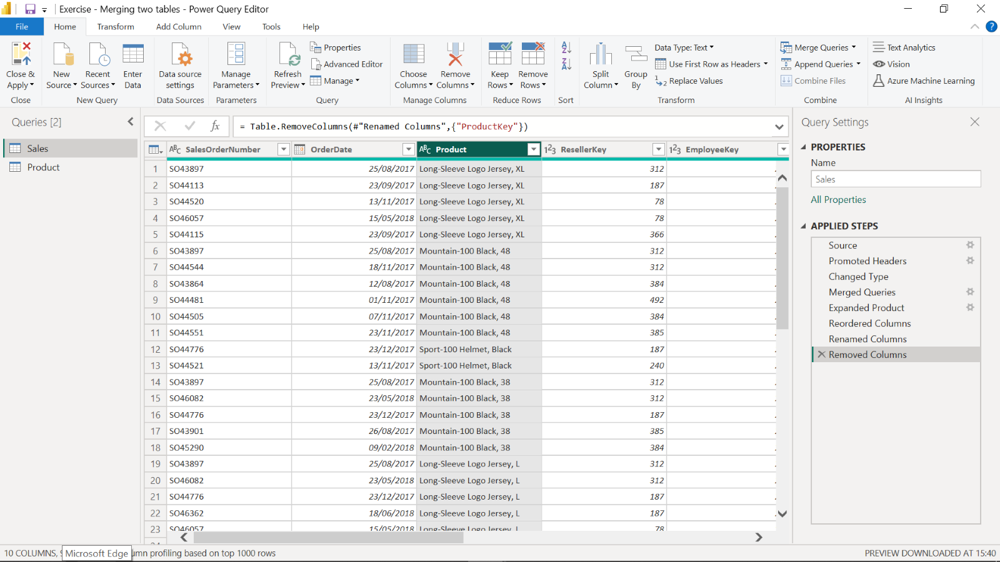 Exercise - Merging two tables - Power Query Editor
File Home Transform Add Column View Tools Help
Close & Apply
New Source
Recent Sources
Enter Data
Data source settings
Manage Parameters
Refresh Preview
Properties
Advanced Editor
Manage
Choose Columns
Remove Columns
Keep Rows
Remove Rows
Split Column
Group By
Data Type: Text
Use First Row as Headers
Replace Values
Merge Queries
Append Queries
Combine Files
Text Analytics
Vision
Azure Machine Learning
Close New Query Data Sources Parameters Query Manage Columns Reduce Rows Sort Transform Combine AI Insights
Queries [2]
Sales
Product
= Table.RemoveColumns(#"Renamed Columns",{"ProductKey"})
SalesOrderNumber OrderDate Product ResellerKey EmployeeKey
1 SO43897 25/08/2017 Long-Sleeve Logo Jersey, XL 312
2 SO44113 23/09/2017 Long-Sleeve Logo Jersey, XL 187
3 SO44520 13/11/2017 Long-Sleeve Logo Jersey, XL 78
4 SO46057 15/05/2018 Long-Sleeve Logo Jersey, XL 78
5 SO44115 23/09/2017 Long-Sleeve Logo Jersey, XL 366
6 SO43897 25/08/2017 Mountain-100 Black, 48 312
7 SO44544 18/11/2017 Mountain-100 Black, 48 312
8 SO43864 12/08/2017 Mountain-100 Black, 48 384
9 SO44481 01/11/2017 Mountain-100 Black, 48 492
10 SO44505 07/11/2017 Mountain-100 Black, 48 384
11 SO44551 23/11/2017 Mountain-100 Black, 48 385
12 SO44776 23/12/2017 Sport-100 Helmet, Black 187
13 SO44521 13/11/2017 Sport-100 Helmet, Black 240
14 SO43897 25/08/2017 Mountain-100 Black, 38 312
15 SO46082 23/05/2018 Mountain-100 Black, 38 312
16 SO44776 23/12/2017 Mountain-100 Black, 38 187
17 SO43901 26/08/2017 Mountain-100 Black, 38 385
18 SO45290 09/02/2018 Mountain-100 Black, 38 384
19 SO43897 25/08/2017 Long-Sleeve Logo Jersey, L 312
20 SO46082 23/05/2018 Long-Sleeve Logo Jersey, L 312
21 SO44776 23/12/2017 Long-Sleeve Logo Jersey, L 187
22 SO46362 18/06/2018 Long-Sleeve Logo Jersey, L 187
23 SO46057 15/05/2018 Long-Sleeve Logo Jersey, L 78
Query Settings
PROPERTIES
Name
Sales
All Properties
APPLIED STEPS
Source
Promoted Headers
Changed Type
Merged Queries
Expanded Product
Reordered Columns
Renamed Columns
Removed Columns
10 COLUMNS, Microsoft Edge profiling based on top 1000 rows
PREVIEW DOWNLOADED AT 15:40